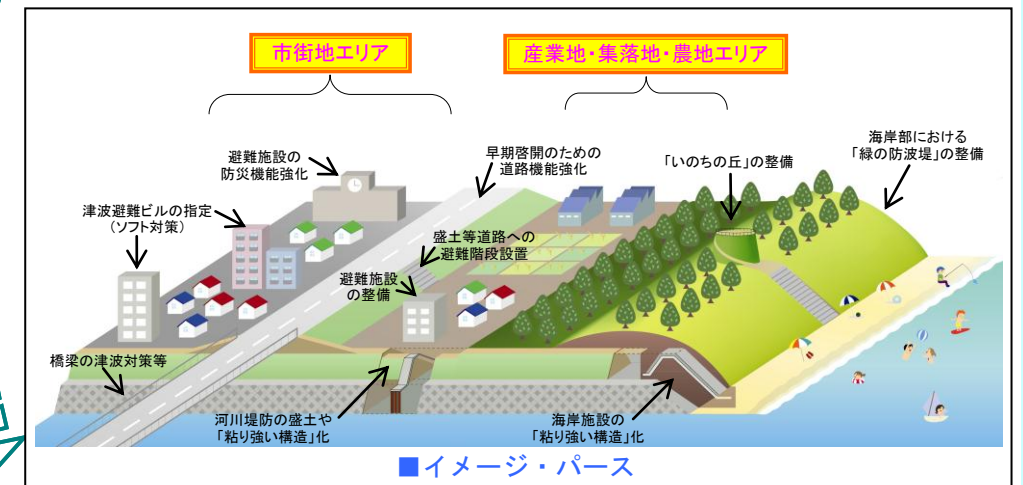 市街地エリア
産業地・集落地・農地エリア
避難施設の
防災機能強化
早期啓開のための
道路機能強化
「いのちの丘」の整備
海岸部における
「緑の防波堤」の整備
津波避難ビルの指定
（ソフト対策）
盛土等道路への
避難階段設置
避難施設
の整備
橋梁の津波対策等
河川堤防の盛土や
「粘り強い構造」化
海岸施設の
「粘り強い構造」化
■イメージ・パース